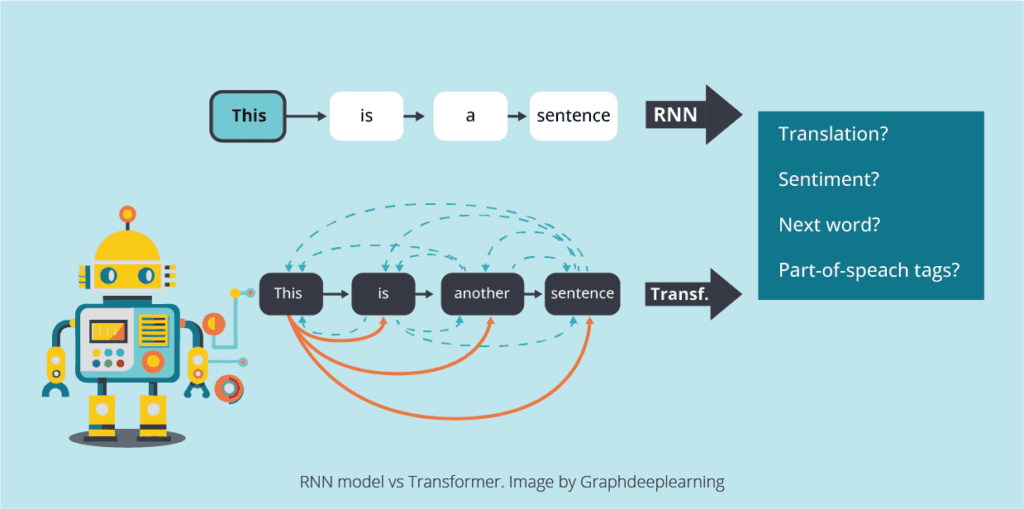 This is a sentence RNN
Translation?
Sentiment?
Next word?
Part-of-speach tags?
This is another sentence Transf.
RNN model vs Transformer. Image by Graphdeeplearning